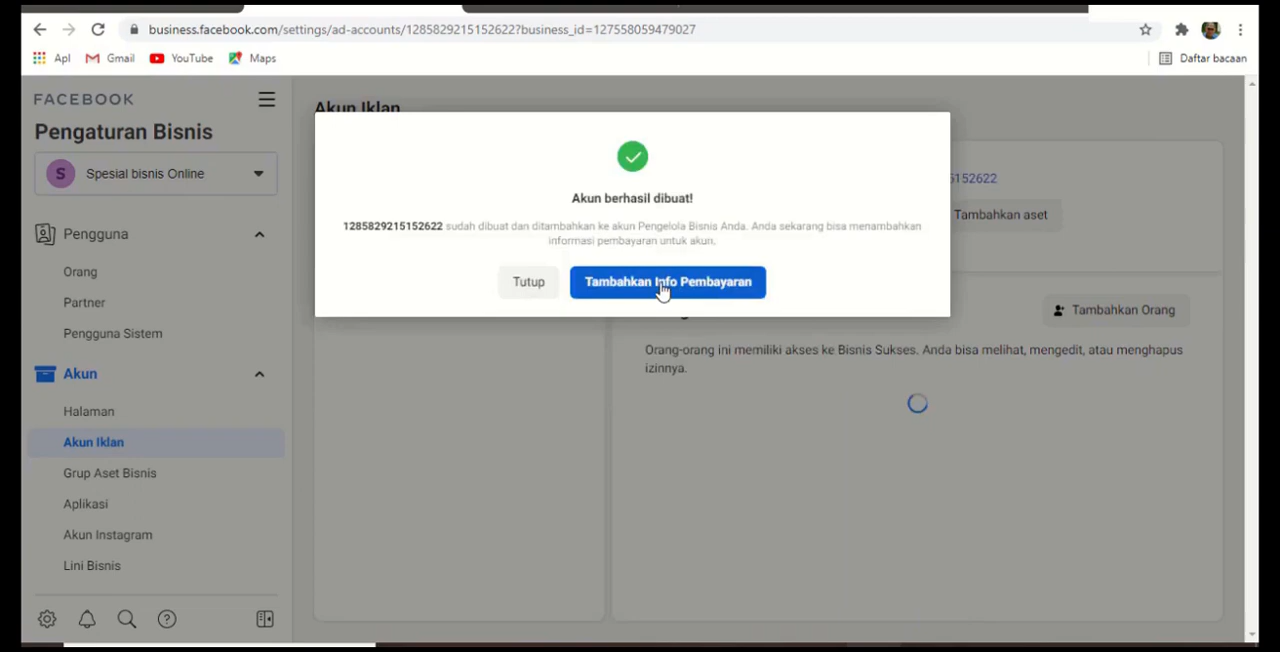 business.facebook.com/settings/ad-accounts/1285829215152622?business_id=127558059479027
Apl Gmail YouTube Maps Daftar bacaan
FACEBOOK
Pengaturan Bisnis
S Spesial bisnis Online
Pengguna
Orang
Partner
Pengguna Sistem
Akun
Halaman
Akun Iklan
Grup Aset Bisnis
Aplikasi
Akun Instagram
Lini Bisnis
Akun Iklan
Akun berhasil dibuat!
1285829215152622 sudah dibuat dan ditambahkan ke akun Pengelola Bisnis Anda. Anda sekarang bisa menambahkan
informasi pembayaran untuk akun.
Tutup
Tambahkan Info Pembayaran
5152622
Tambahkan aset
Tambahkan Orang
Orang-orang ini memiliki akses ke Bisnis Sukses. Anda bisa melihat, mengedit, atau menghapus
izinnya.